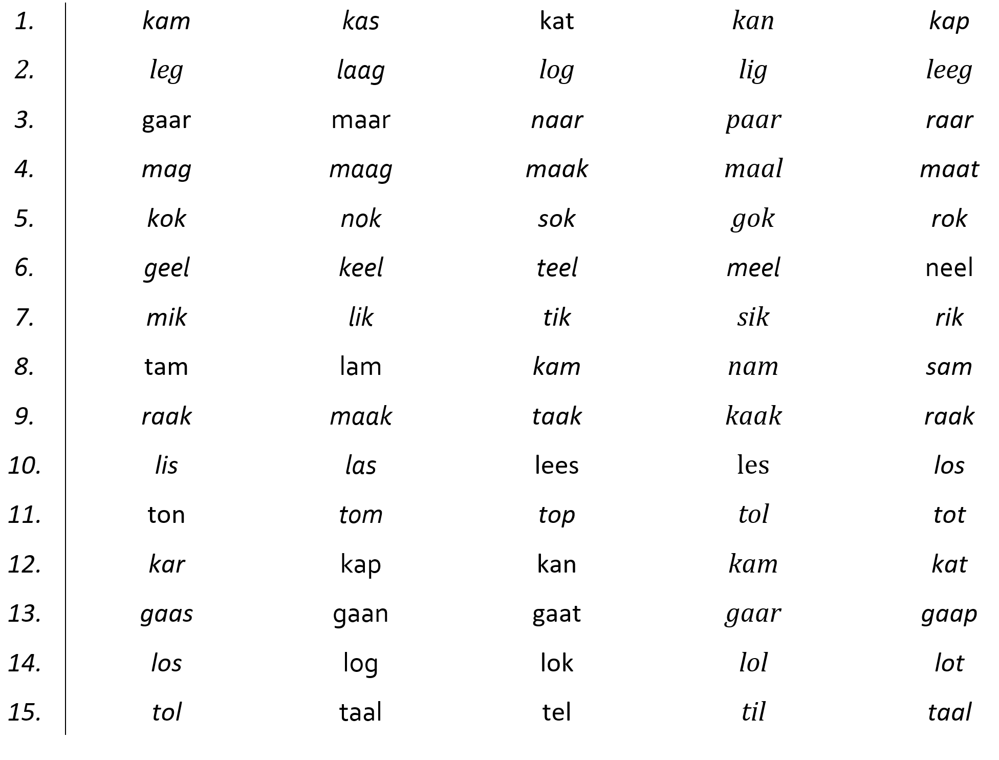 1. kam kas kat kan kap
2. leg laag log lig leeg
3. gaar maar naar paar raar
4. mag maag maak maal maat
5. kok nok sok gok rok
6. geel keel teel meel neel
7. mik lik tik sik rik
8. tam lam kam nam sam
9. raak maak taak kaak raak
10. lis las lees les los
11. ton tom top tol tot
12. kar kap kan kam kat
13. gaas gaan gaat gaar gaap
14. los log lok lol lot
15. tol taal tel til taal